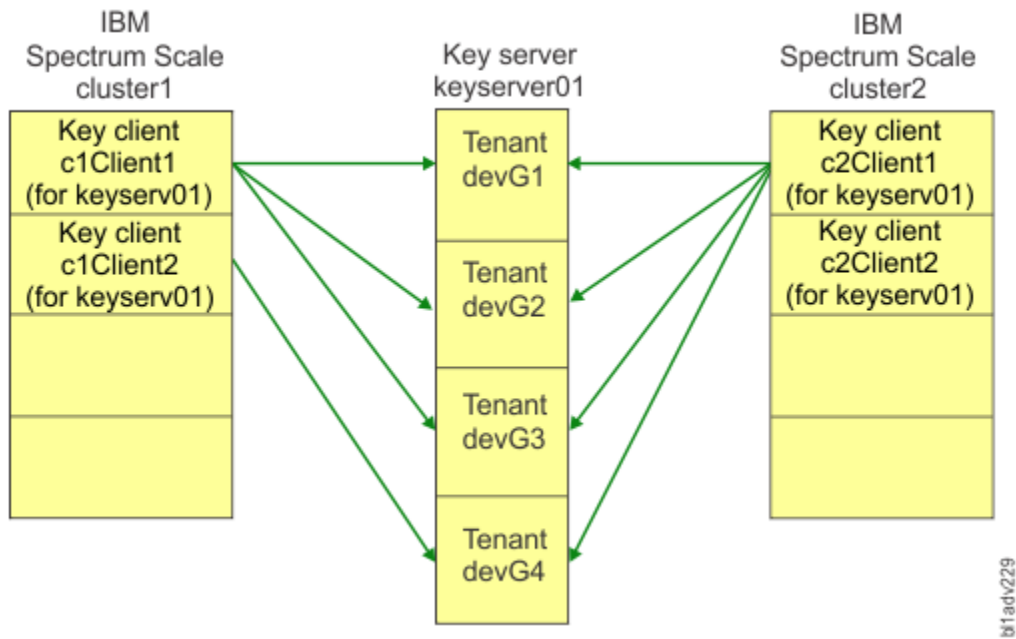 IBM
Spectrum Scale
cluster1
Key client
c1Client1
(for keyserv01)
Key client
c1Client2
(for keyserv01)
Key server
keyserver01
Tenant
devG1
Tenant
devG2
Tenant
devG3
Tenant
devG4
IBM
Spectrum Scale
cluster2
Key client
c2Client1
(for keyserv01)
Key client
c2Client2
(for keyserv01)
bl1adv229